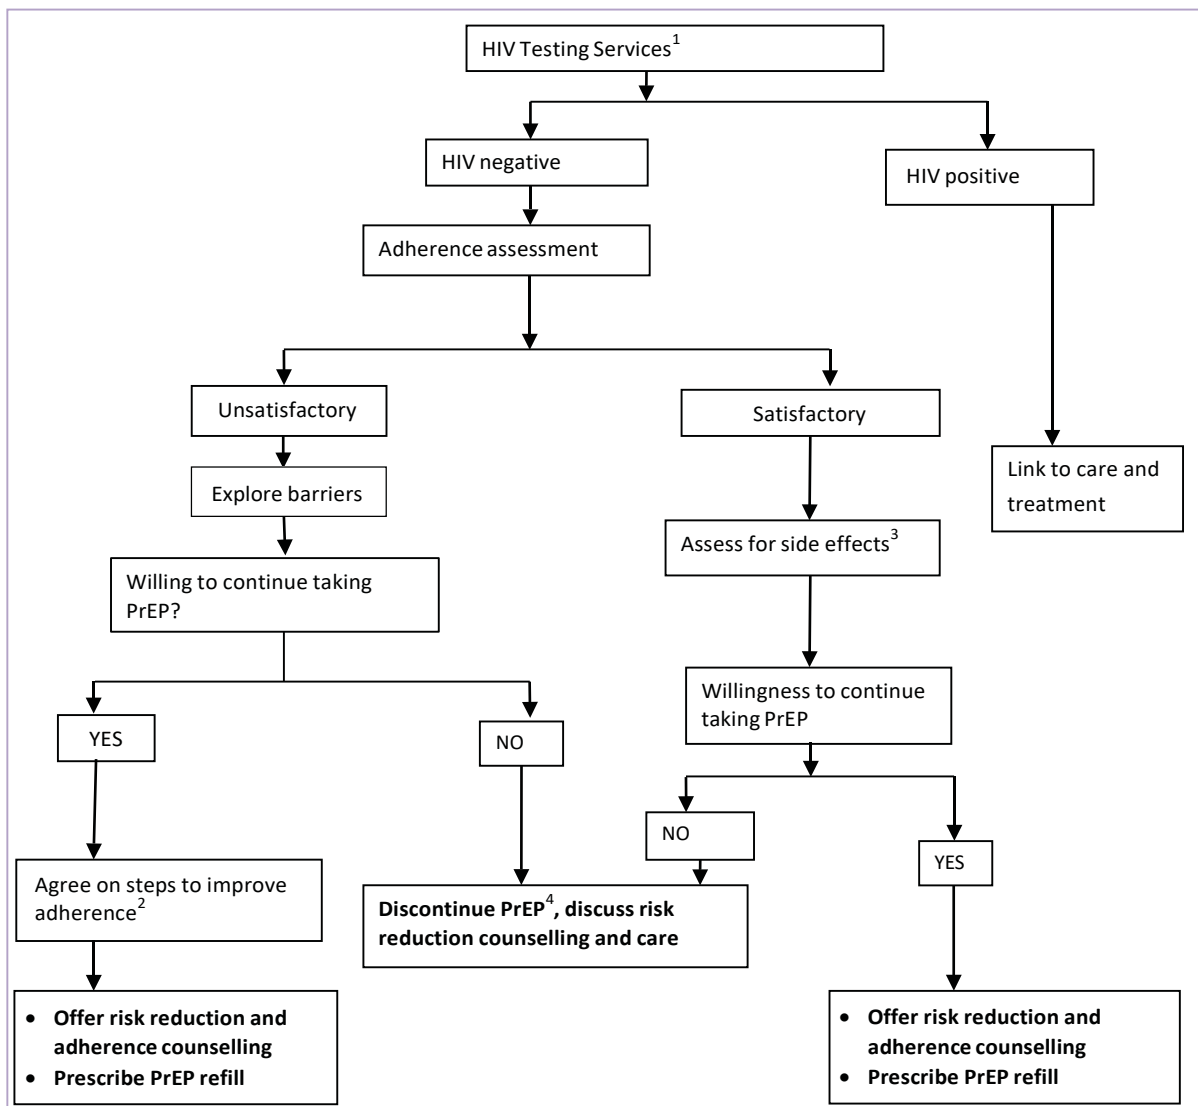 HIV Testing Services1
HIV negative
HIV positive
Adherence assessment
Unsatisfactory
Satisfactory
Explore barriers
Link to care and
treatment
Assess for side effects3
Willing to continue taking
PrEP?
Willingness to continue
taking PrEP
YES
NO
NO
YES
Agree on steps to improve
adherence2
Discontinue PrEP4, discuss risk
reduction counselling and care
• Offer risk reduction and
adherence counselling
• Prescribe PrEP refill
• Offer risk reduction and
adherence counselling
• Prescribe PrEP refill